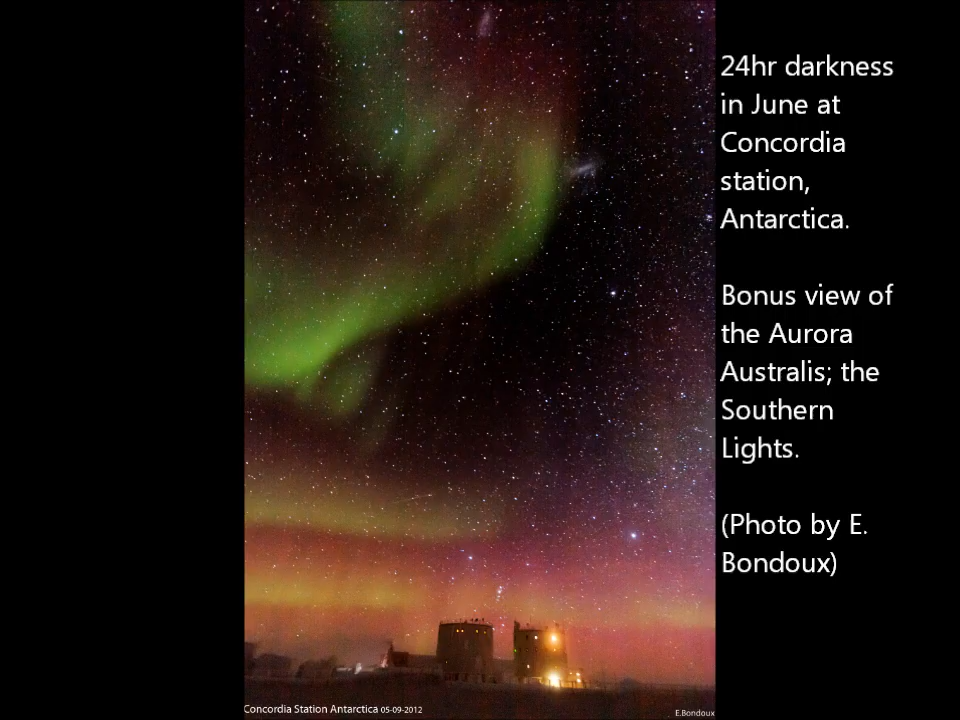 24hr darkness
in June at
Concordia
station,
Antarctica.
Bonus view of
the Aurora
Australis; the
Southern
Lights.
(Photo by E.
Bondoux)
Concordia Station Antarctica 05-09-2012
E.Bondoux